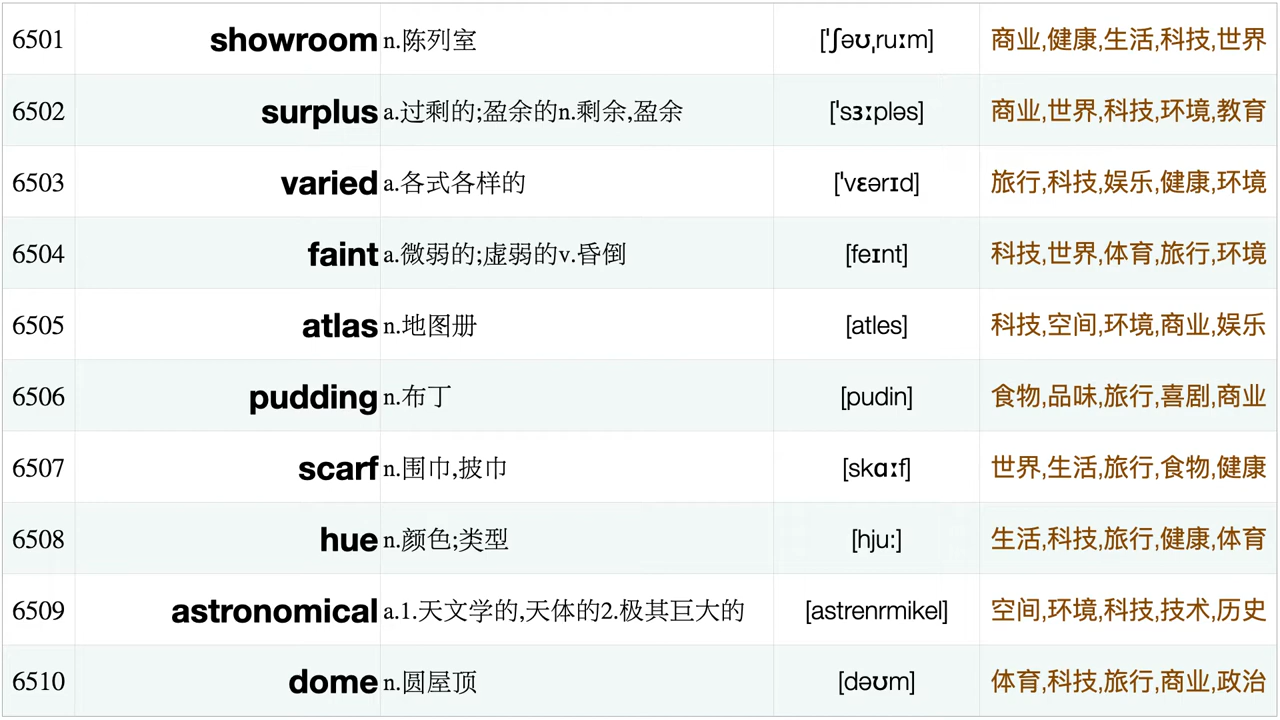 6501 showroom n.陈列室 [ˈʃəʊˌruːm] 商业,健康,生活,科技,世界
6502 surplus a.过剩的;盈余的n.剩余,盈余 [ˈsɜːpləs] 商业,世界,科技,环境,教育
6503 varied a.各式各样的 [ˈvɛərɪd] 旅行,科技,娱乐,健康,环境
6504 faint a.微弱的;虚弱的v.昏倒 [feɪnt] 科技,世界,体育,旅行,环境
6505 atlas n.地图册 [atles] 科技,空间,环境,商业,娱乐
6506 pudding n.布丁 [pudin] 食物,品味,旅行,喜剧,商业
6507 scarf n.围巾,披巾 [skɑːf] 世界,生活,旅行,食物,健康
6508 hue n.颜色;类型 [hju:] 生活,科技,旅行,健康,体育
6509 astronomical a.1.天文学的,天体的2.极其巨大的 [astrenrmikel] 空间,环境,科技,技术,历史
6510 dome n.圆屋顶 [dəʊm] 体育,科技,旅行,商业,政治